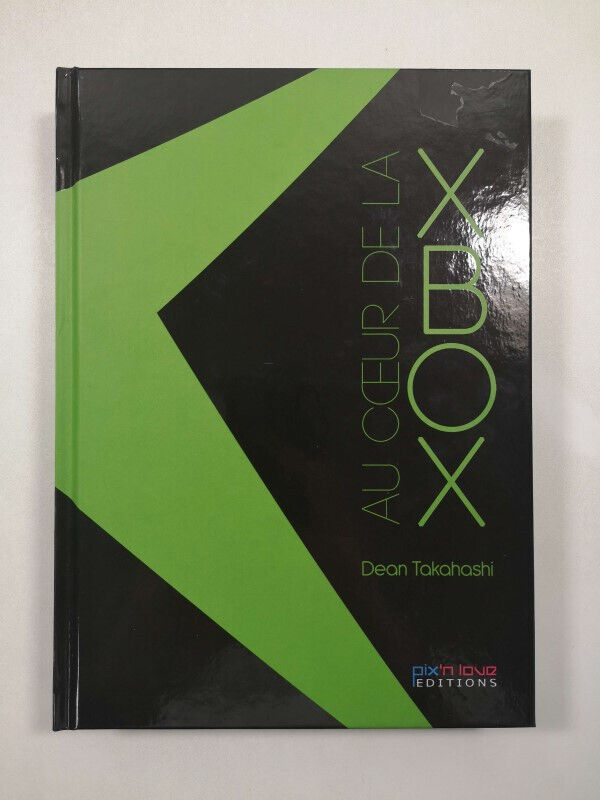 AU CŒUR DE LA
XBOX
Dean Takahashi
pix'n love
EDITIONS